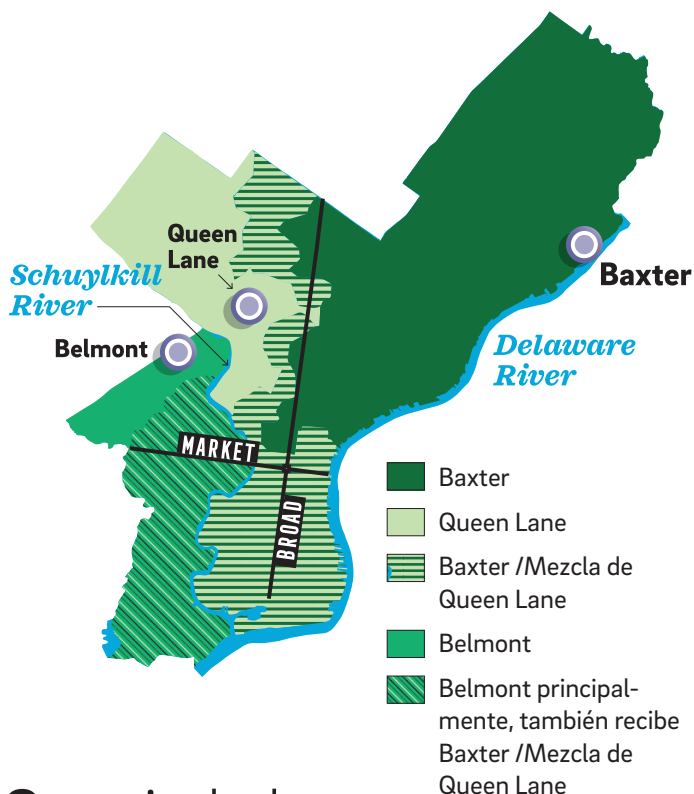 Queen
Lane
Schuylkill
River
Belmont
Baxter
Delaware
River
MARKET
BROAD
Baxter
Queen Lane
Baxter /Mezcla de
Queen Lane
Belmont
Belmont principal-
mente, también recibe
Baxter /Mezcla de
Queen Lane